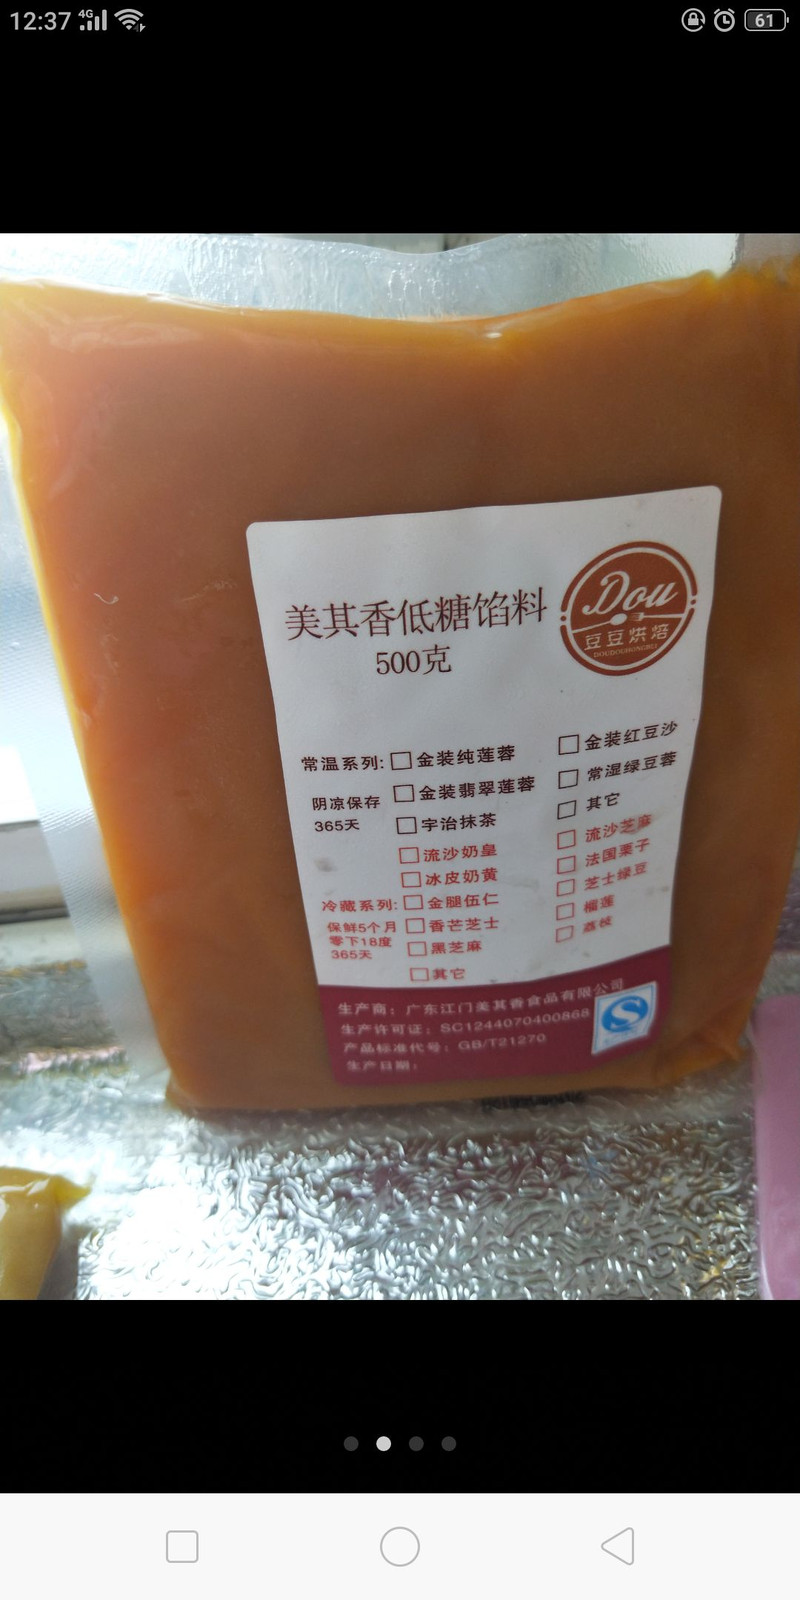 12:37 4G 61
美其香低糖馅料
500克
Dou
豆豆烘焙
常温系列: 金装纯莲蓉 金装红豆沙
阴凉保存 金装翡翠莲蓉 常湿绿豆蓉
365天 宇治抹茶 其它
流沙奶皇 流沙芝麻
冰皮奶黄 法国栗子
冷藏系列: 金腿伍仁 芝士绿豆
保鲜5个月 香芒芝士 榴莲
零下18度 黑芝麻 荔枝
365天
其它
生产商: 广东江门美其香食品有限公司
生产许可证: SC1244070400868
产品标准代号: GB/T21270
生产日期: